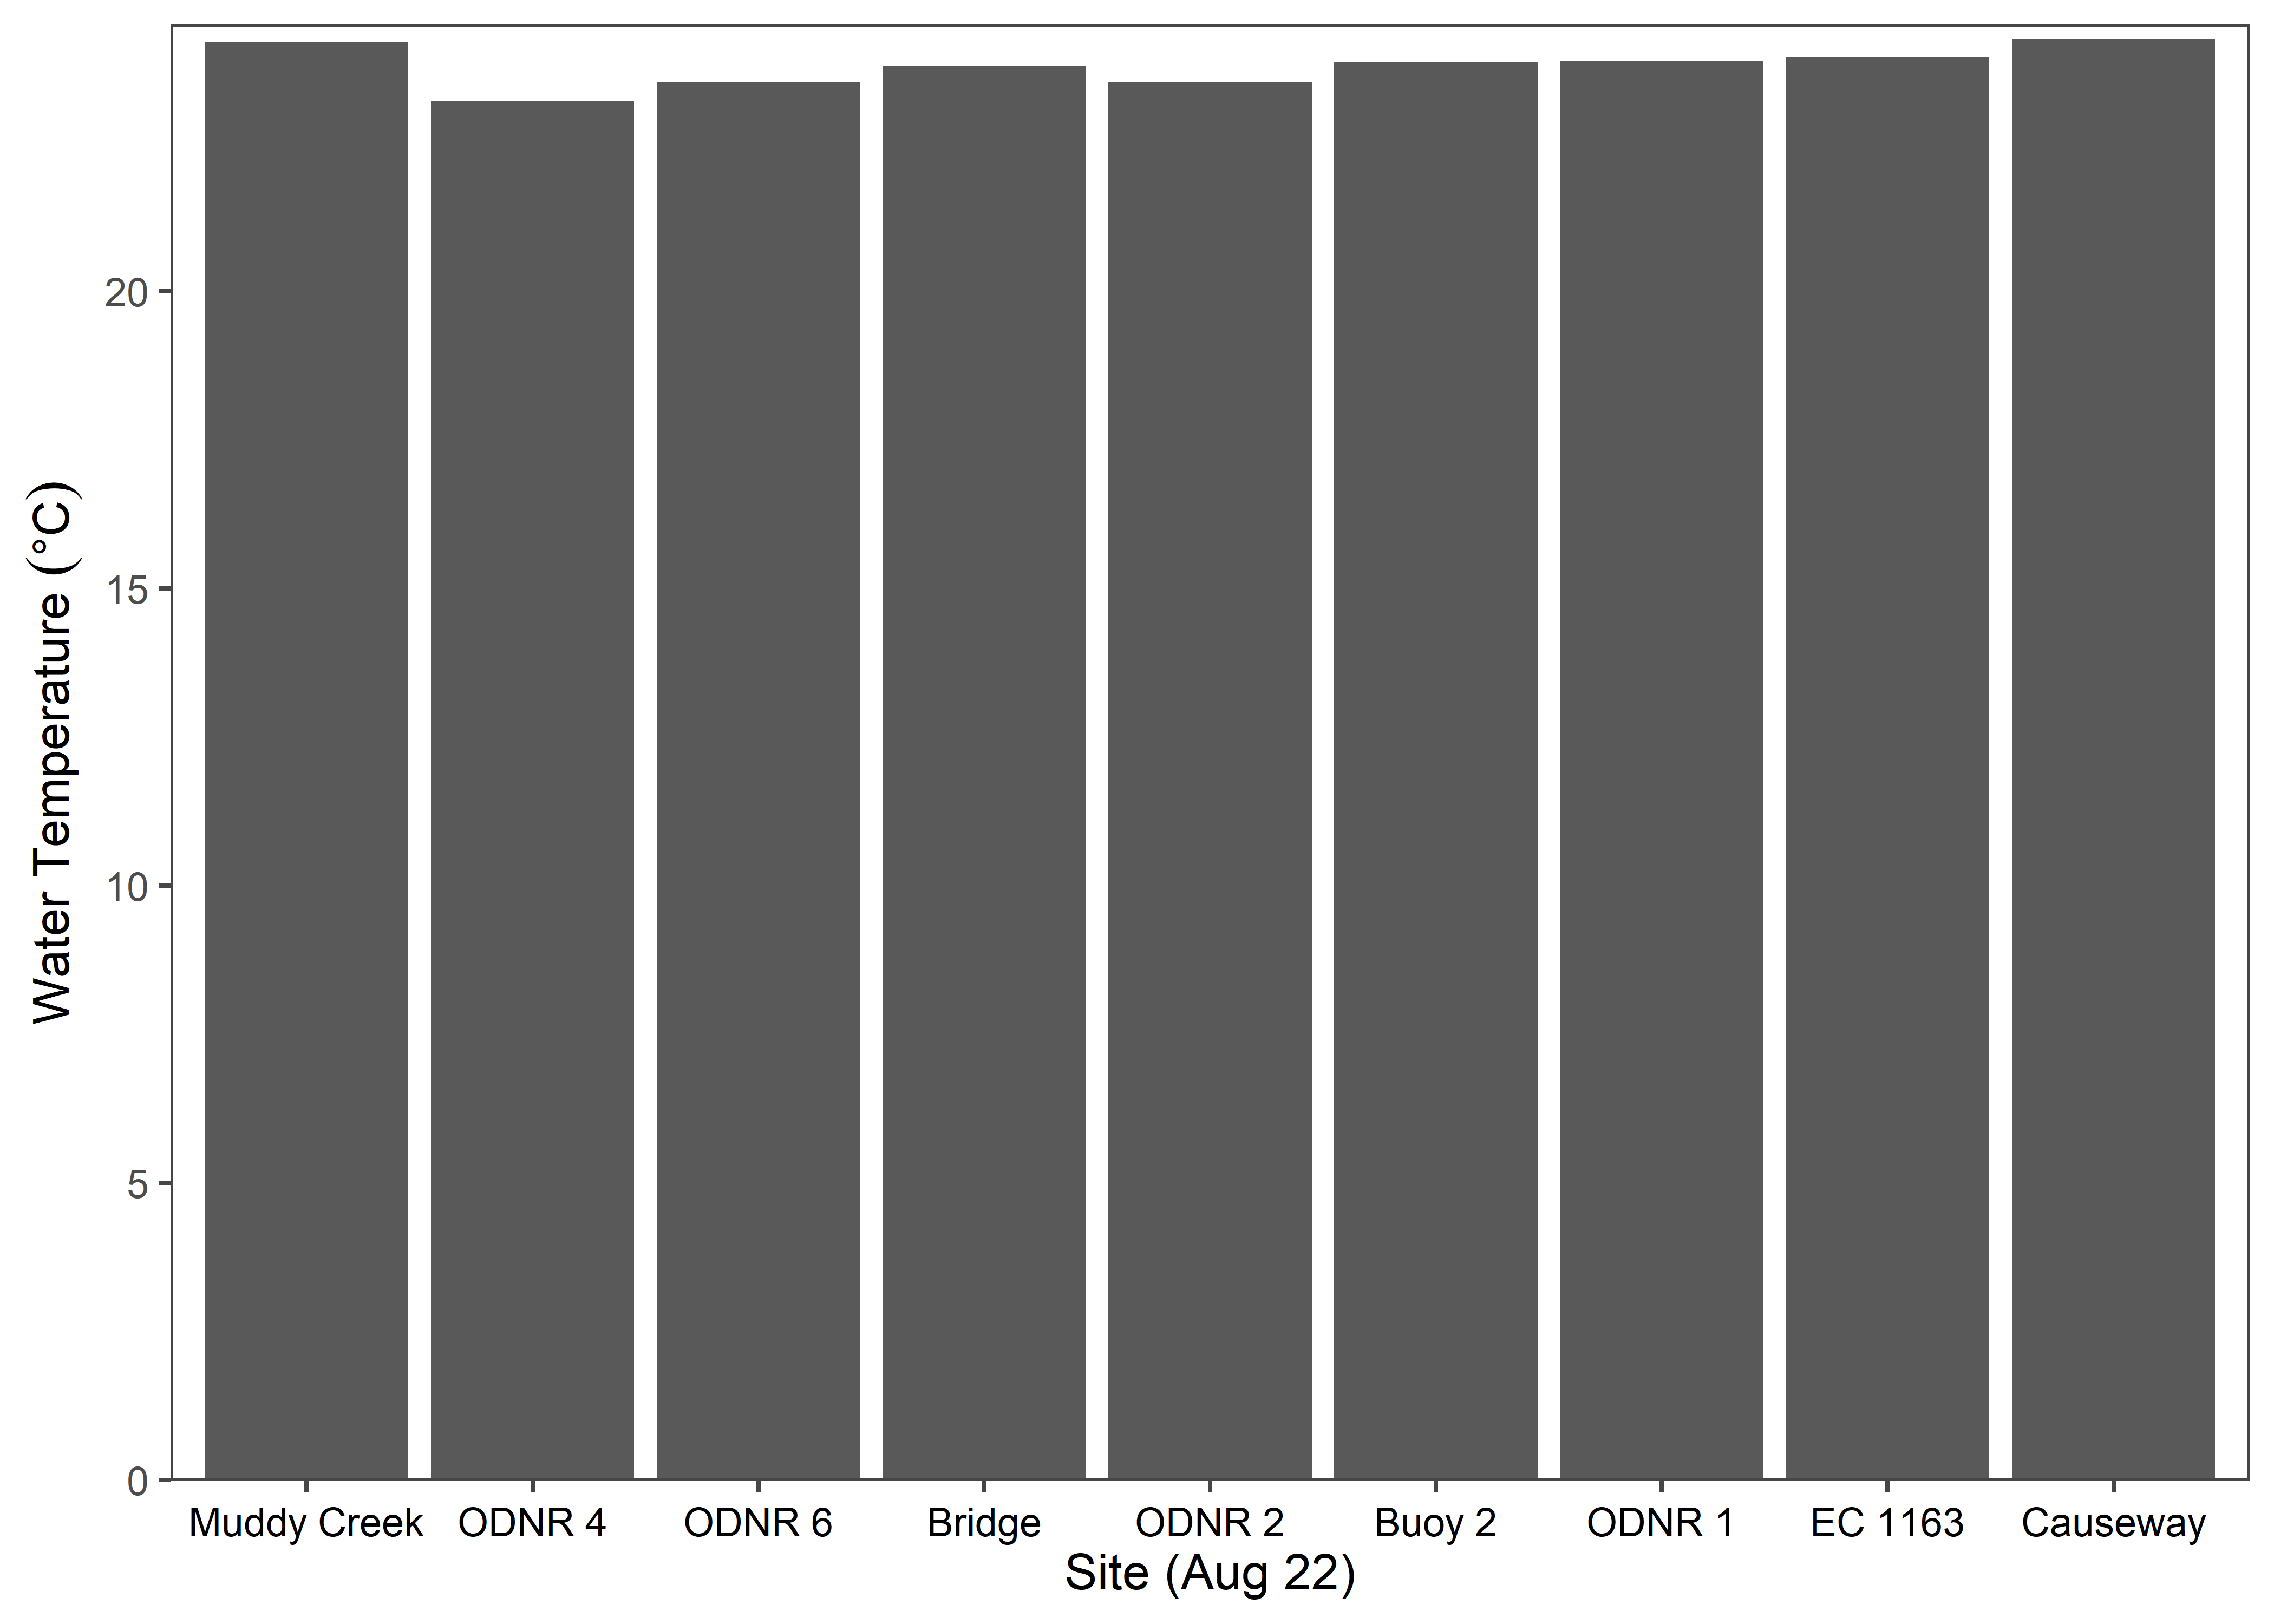 Water Temperature (°C)
20
15
10
5
0
Muddy Creek ODNR 4 ODNR 6 Bridge ODNR 2 Buoy 2 ODNR 1 EC 1163 Causeway
Site (Aug 22)